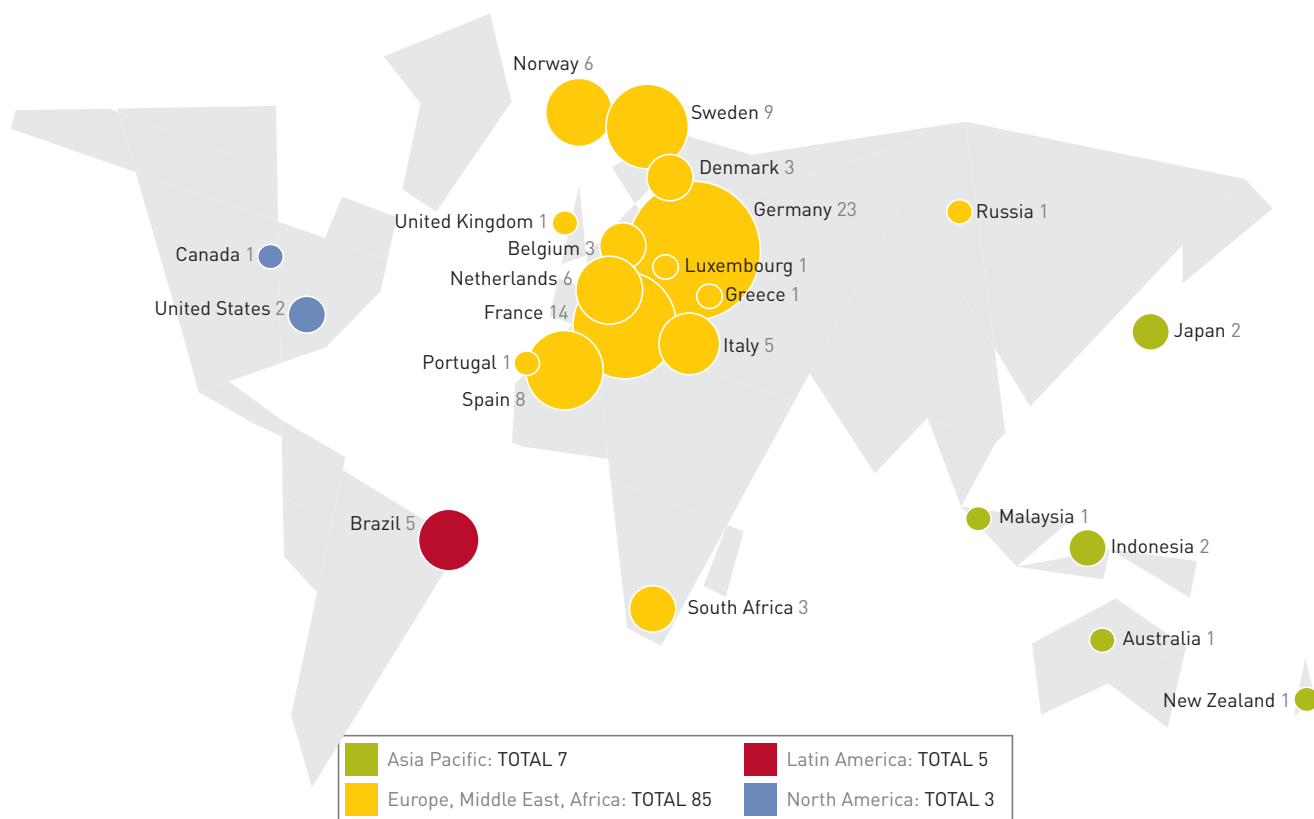 Norway 6
Sweden 9
Denmark 3
Germany 23
United Kingdom 1
Russia 1
Belgium 3
Canada 1
Luxembourg 1
Netherlands 6
Greece 1
United States 2
France 14
Japan 2
Italy 5
Portugal 1
Spain 8
Malaysia 1
Brazil 5
Indonesia 2
South Africa 3
Australia 1
New Zealand 1
Asia Pacific: TOTAL 7
Latin America: TOTAL 5
Europe, Middle East, Africa: TOTAL 85
North America: TOTAL 3